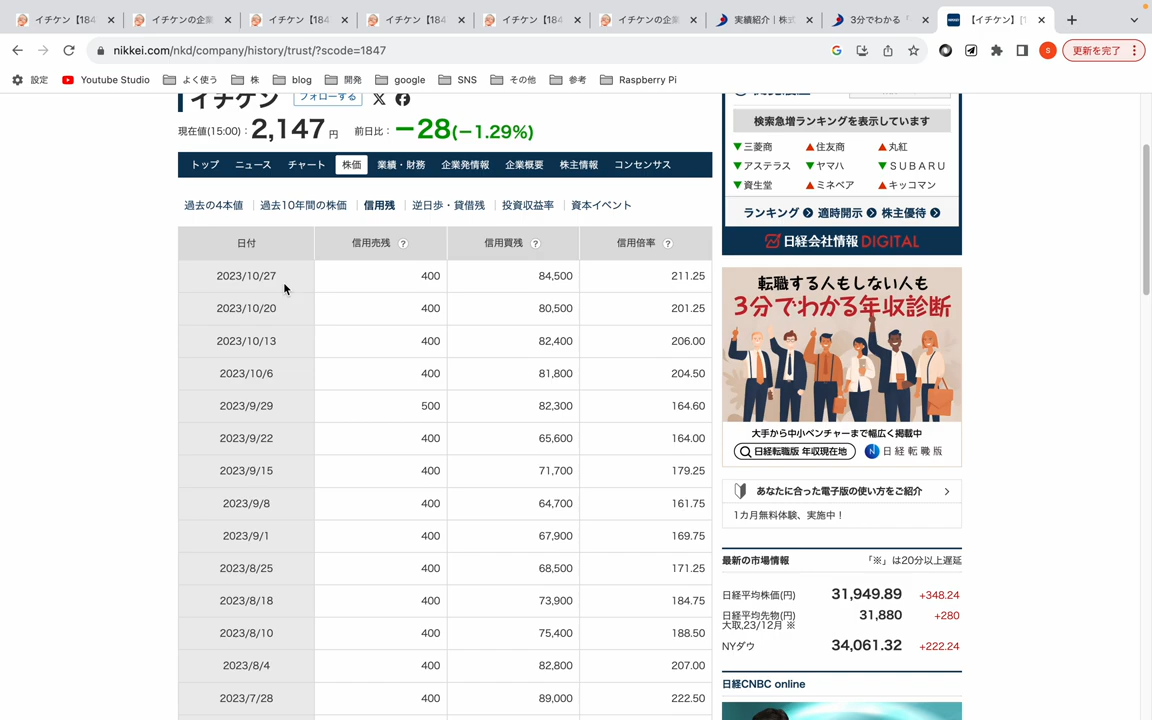 イチケン【184
イチケンの企業
イチケン【184
イチケン【184
イチケン【184
イチケンの企業
実績紹介｜株式
3分でわかる「
【イチケン】[1
nikkei.com/nkd/company/history/trust/?scode=1847
S
更新を完了
設定
Youtube Studio
よく使う
株
blog
開発
google
SNS
その他
参考
Raspberry Pi
イチケン
フォローする
現在値(15:00)：2,147 円 前日比：−28(−1.29%)
トップ
ニュース
チャート
株価
業績・財務
企業発情報
企業概要
株主情報
コンセンサス
過去の4本値
過去10年間の株価
信用残
逆日歩・貸借残
投資収益率
資本イベント
日付 信用売残 ? 信用買残 ? 信用倍率 ?
2023/10/27 400 84,500 211.25
2023/10/20 400 80,500 201.25
2023/10/13 400 82,400 206.00
2023/10/6 400 81,800 204.50
2023/9/29 500 82,300 164.60
2023/9/22 400 65,600 164.00
2023/9/15 400 71,700 179.25
2023/9/8 400 64,700 161.75
2023/9/1 400 67,900 169.75
2023/8/25 400 68,500 171.25
2023/8/18 400 73,900 184.75
2023/8/10 400 75,400 188.50
2023/8/4 400 82,800 207.00
2023/7/28 400 89,000 222.50
検索急増ランキングを表示しています
▼三菱商 ▲住友商 ▲丸紅
▼アステラス ▼ヤマハ ▼ＳＵＢＡＲＵ
▼資生堂 ▲ミネベア ▲キッコマン
ランキング 適時開示 株主優待
日経会社情報 DIGITAL
転職する人もしない人も
3分でわかる年収診断
大手から中小ベンチャーまで幅広く掲載中
日経転職版 年収現在地
N 日経転職版
あなたに合った電子版の使い方をご紹介
1カ月無料体験、実施中！
最新の市場情報 「※」は20分以上遅延
日経平均株価(円) 31,949.89 +348.24
日経平均先物(円) 31,880 +280
大取,23/12月 ※
NYダウ 34,061.32 +222.24
日経CNBC online